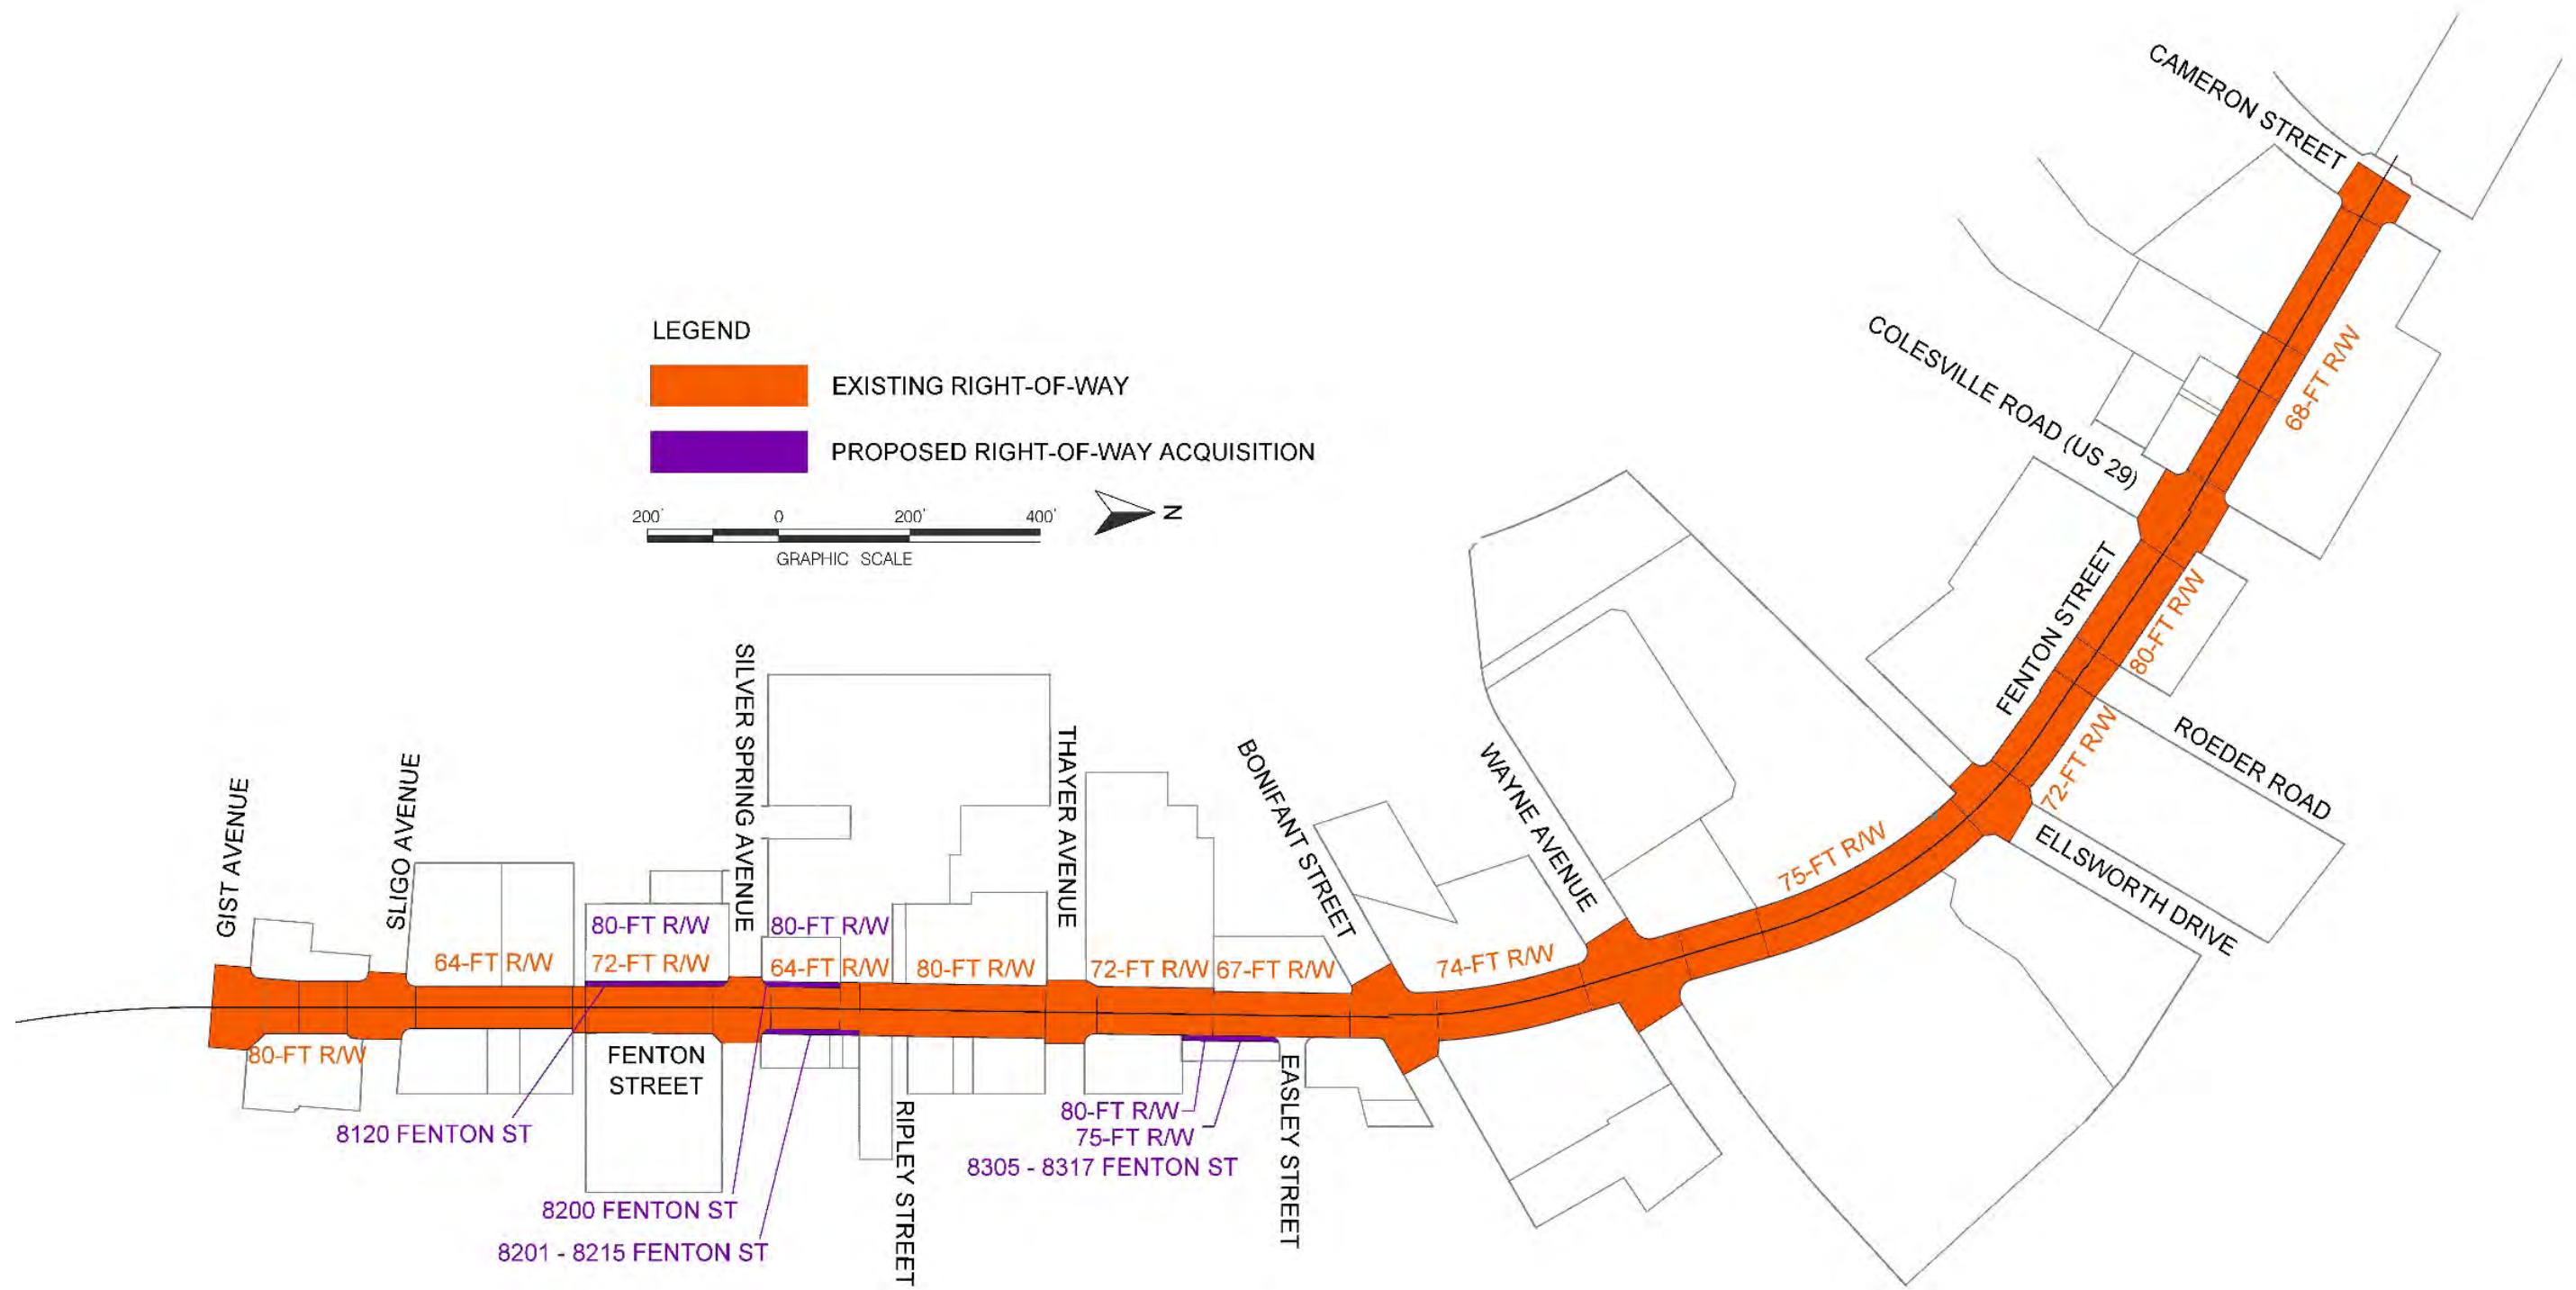 CAMERON STREET
LEGEND
EXISTING RIGHT-OF-WAY
PROPOSED RIGHT-OF-WAY ACQUISITION
200' 0 200' 400'
GRAPHIC SCALE
N
COLESVILLE ROAD (US 29)
68-FT R/W
FENTON STREET
80-FT R/W
72-FT R/W
ROEDER ROAD
ELLSWORTH DRIVE
75-FT R/W
WAYNE AVENUE
74-FT R/W
BONIFANT STREET
THAYER AVENUE
SILVER SPRING AVENUE
SLIGO AVENUE
GIST AVENUE
80-FT R/W
80-FT R/W
64-FT R/W
72-FT R/W
64-FT R/W
80-FT R/W
72-FT R/W
67-FT R/W
80-FT R/W
FENTON
STREET
8120 FENTON ST
8200 FENTON ST
8201 - 8215 FENTON ST
RIPLEY STREET
80-FT R/W
75-FT R/W
8305 - 8317 FENTON ST
EASLEY STREET